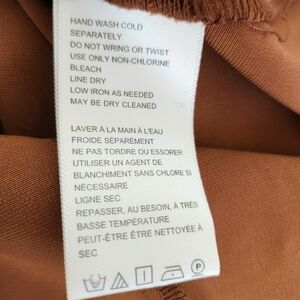 HAND WASH COLD
SEPARATELY
DO NOT WRING OR TWIST
USE ONLY NON-CHLORINE
BLEACH
LINE DRY
LOW IRON AS NEEDED
MAY BE DRY CLEANED
LAVER À LA MAIN À L'EAU
FROIDE SÉPARÉMENT
NE PAS TORDRE OU ESSORER
UTILISER UN AGENT DE
BLANCHIMENT SANS CHLORE SI
NÉCESSAIRE
LIGNE SEC
REPASSER, AU BESOIN, À TRÈS
BASSE TEMPÉRATURE
PEUT-ÊTRE ÊTRE NETTOYÉE À
SEC
P